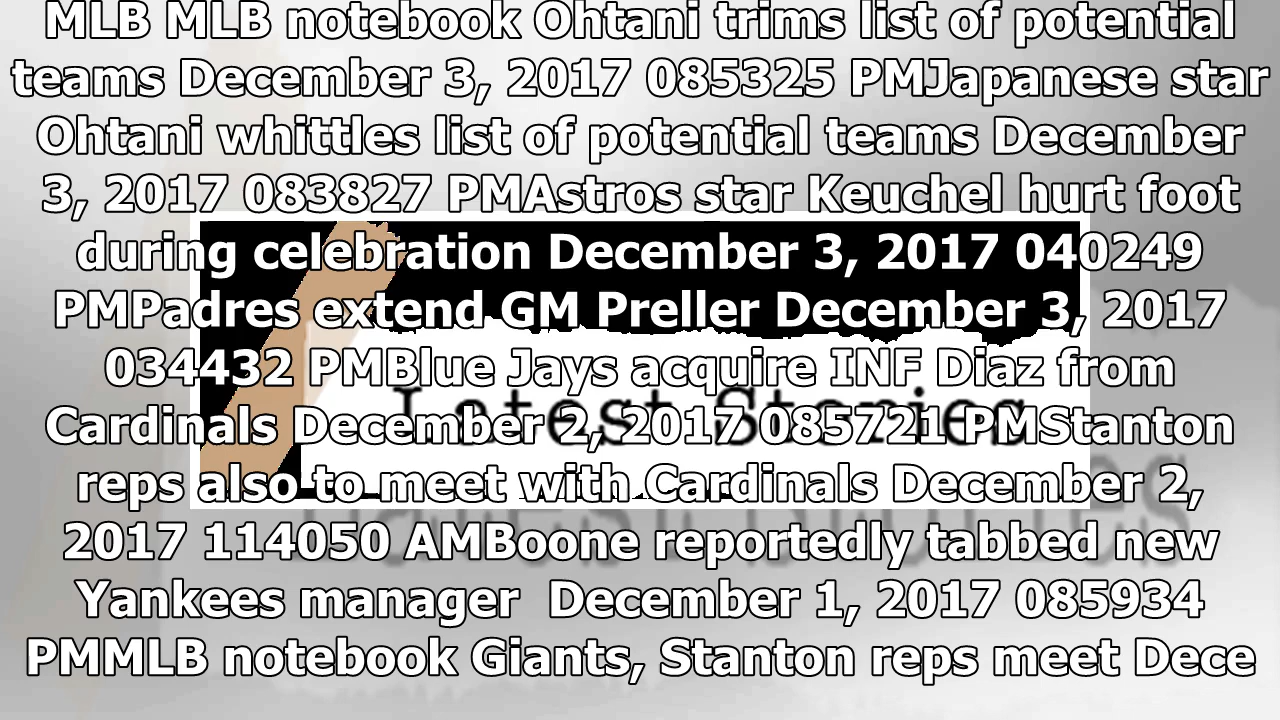 MLB MLB notebook Ohtani trims list of potential
teams December 3, 2017 085325 PMJapanese star
Ohtani whittles list of potential teams December
3, 2017 083827 PMAstros star Keuchel hurt foot
during celebration December 3, 2017 040249
PMPadres extend GM Preller December 3, 2017
034432 PMBlue Jays acquire INF Diaz from
Latest Stories
Cardinals December 2, 2017 085721 PMStanton
reps also to meet with Cardinals December 2,
2017 114050 AMBoone reportedly tabbed new
Yankees manager  December 1, 2017 085934
PMMLB notebook Giants, Stanton reps meet Dece